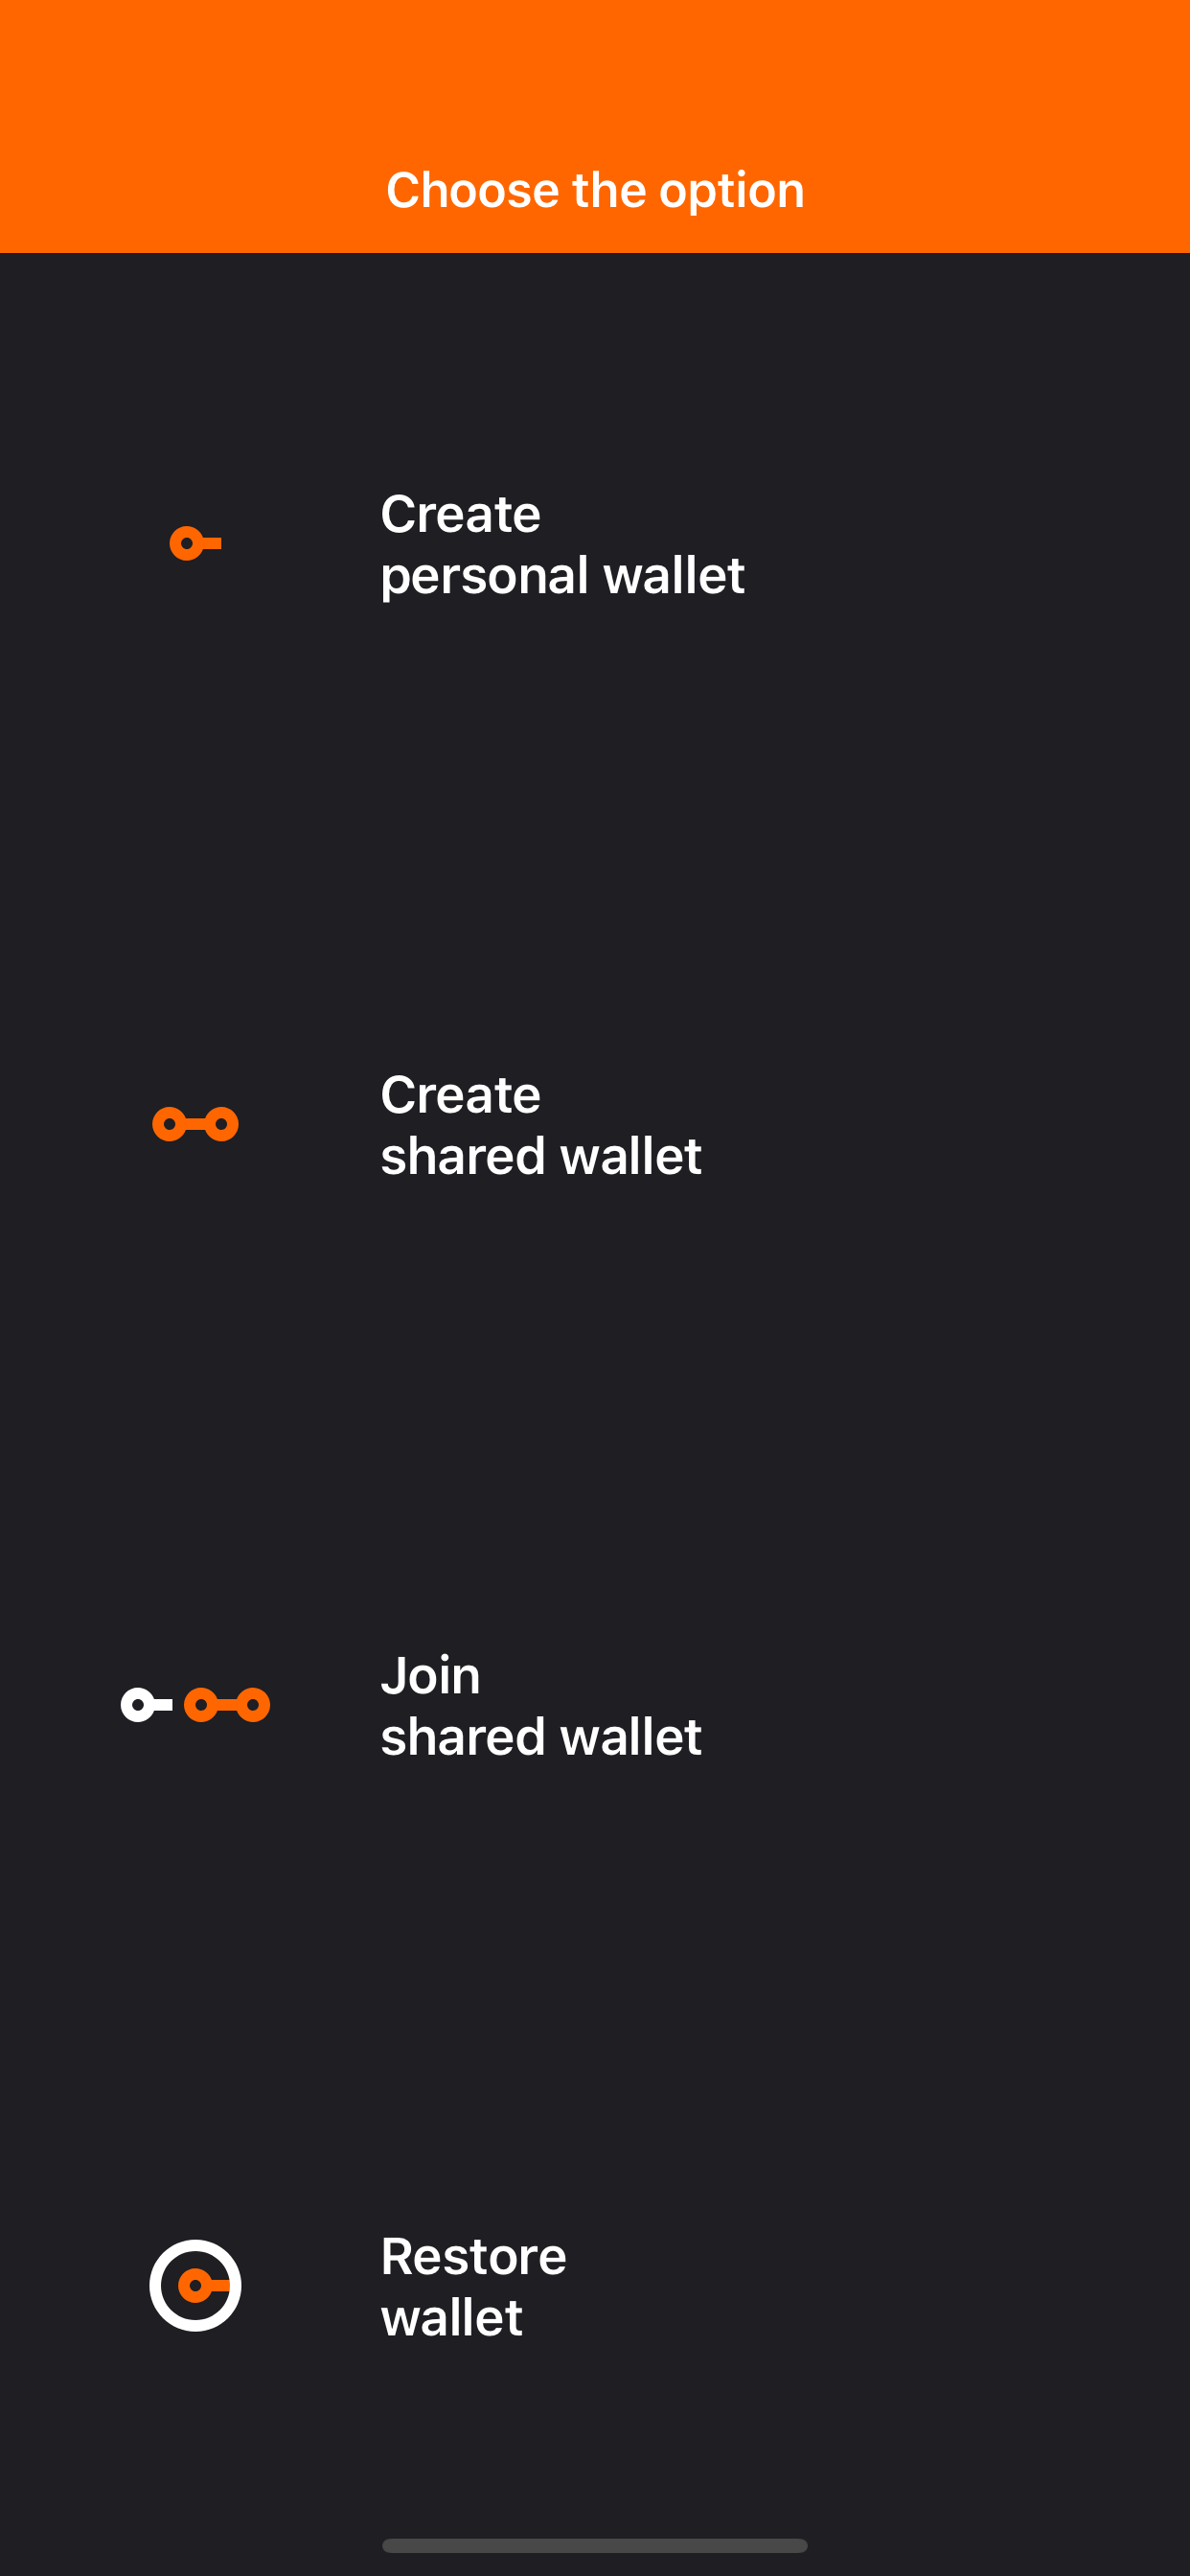 Choose the option
Create
personal wallet
Create
shared wallet
Join
shared wallet
Restore
wallet